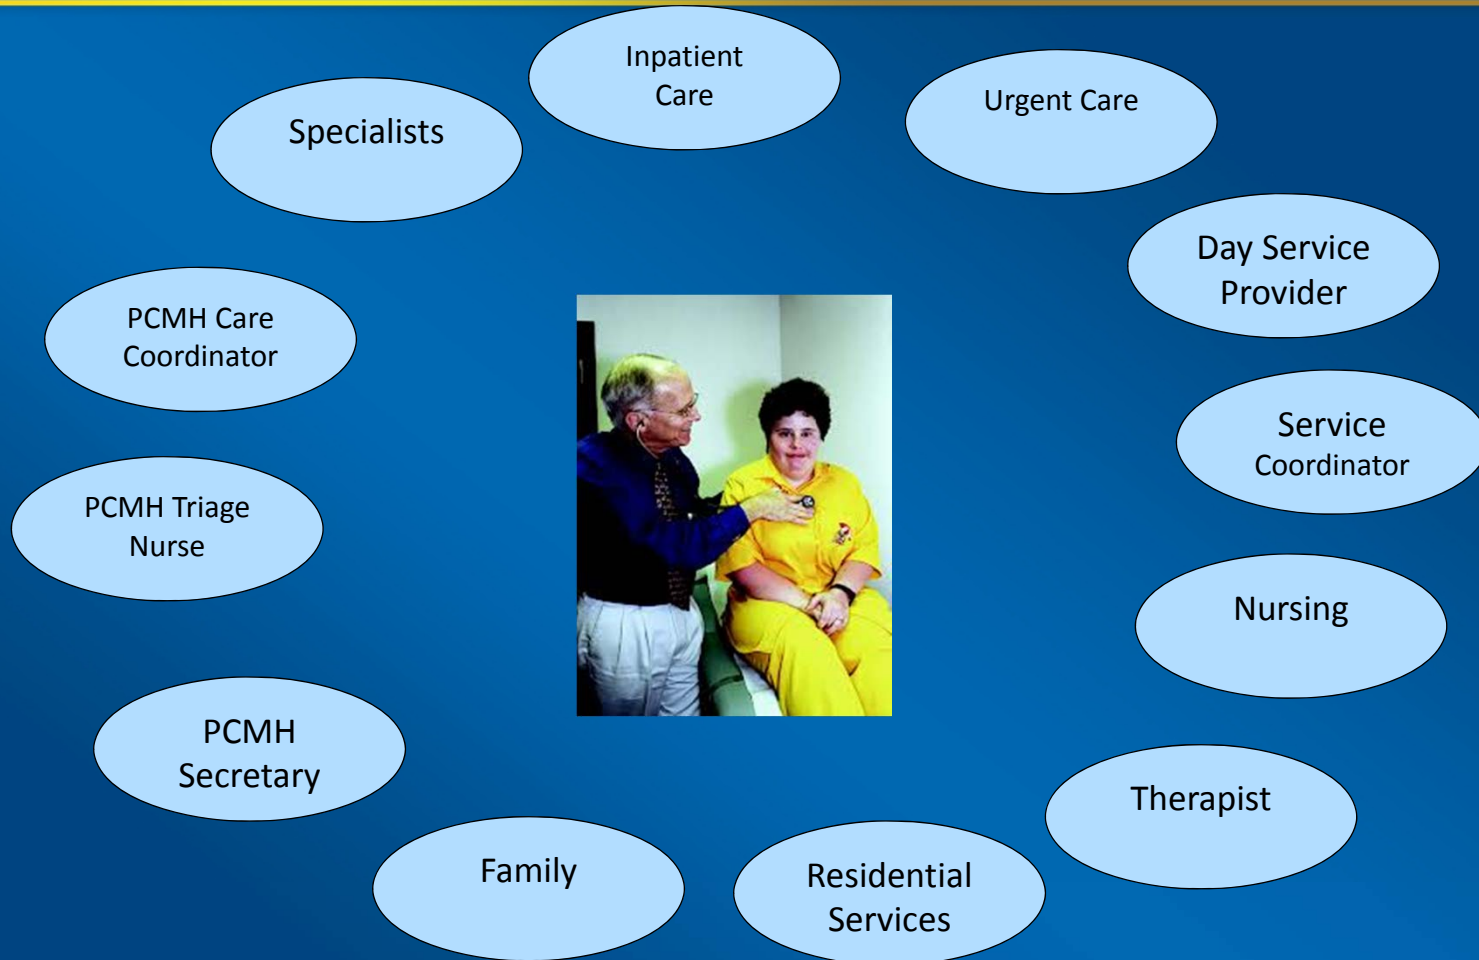 Inpatient
Care
Urgent Care
Specialists
Day Service
Provider
PCMH Care
Coordinator
Service
Coordinator
PCMH Triage
Nurse
Nursing
PCMH
Secretary
Therapist
Family
Residential
Services